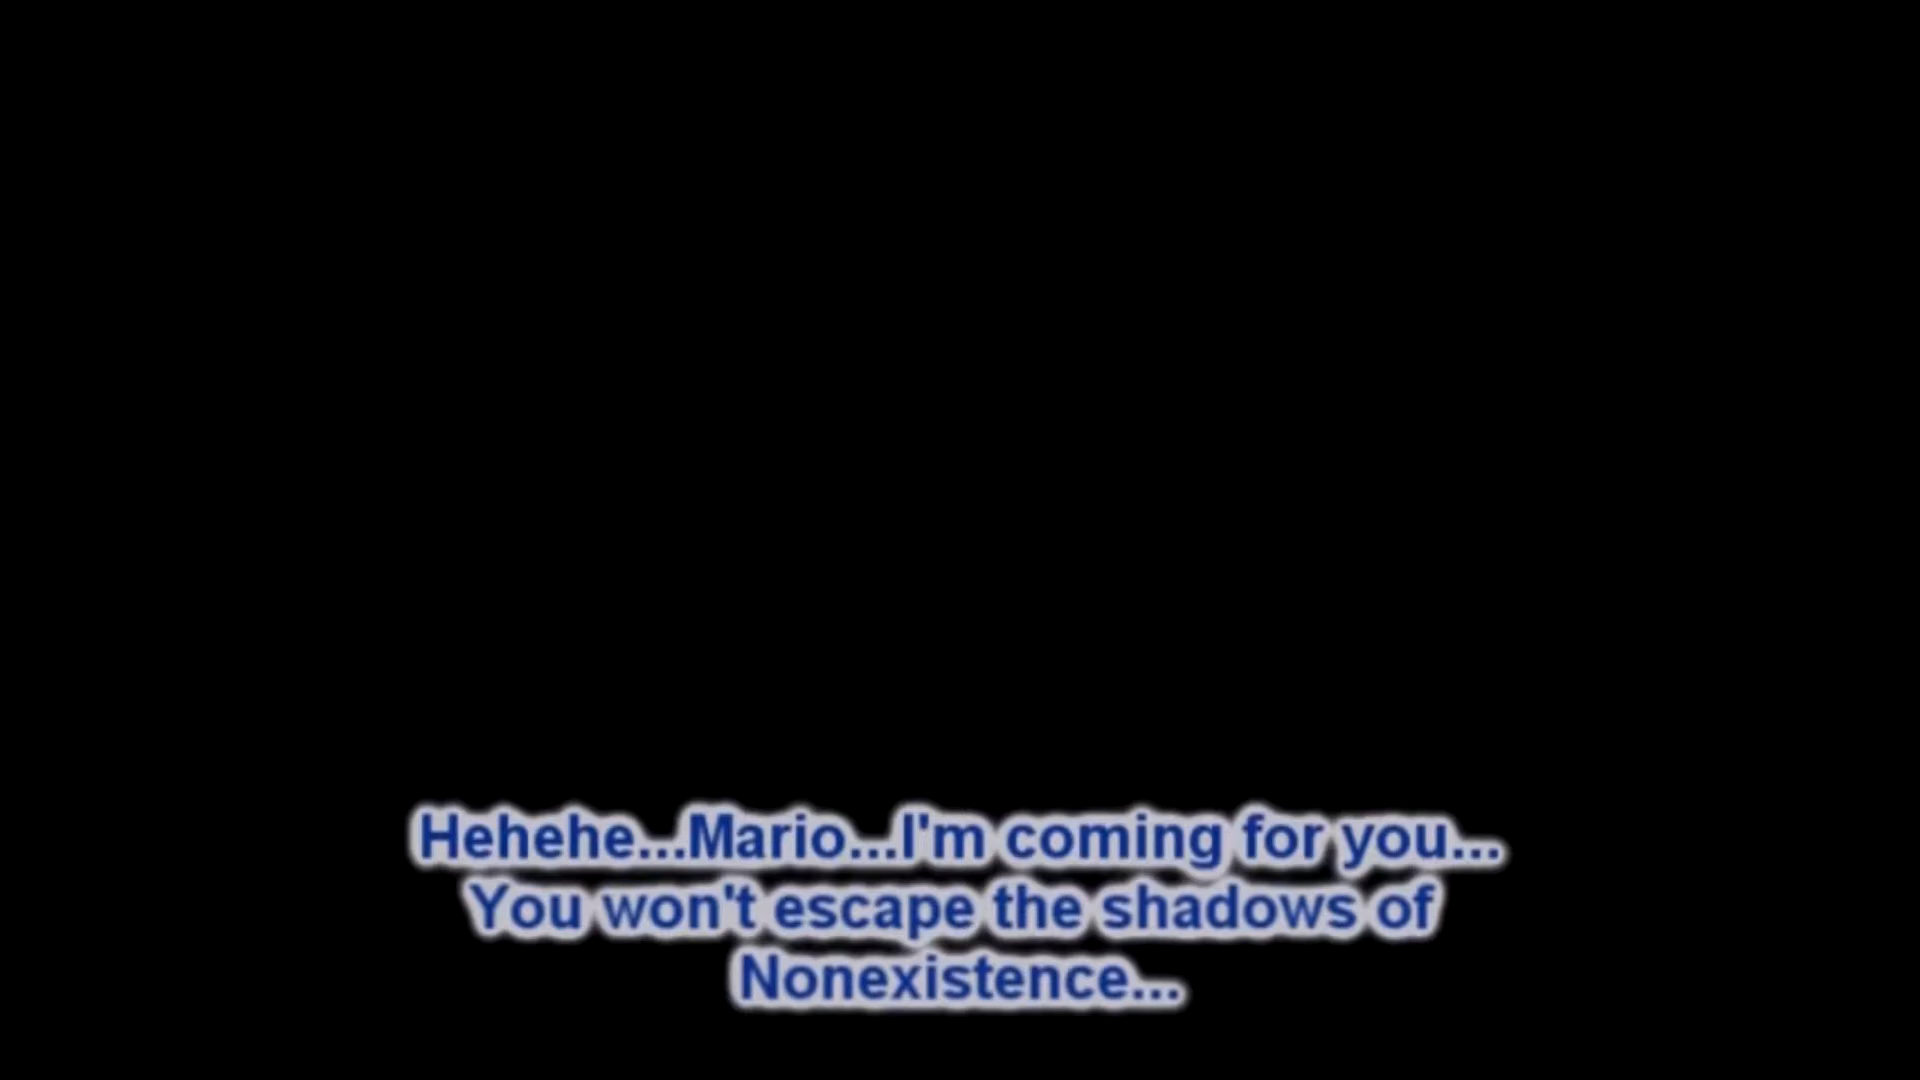 Hehehe...Mario...I'm coming for you...
You won't escape the shadows of
Nonexistence...